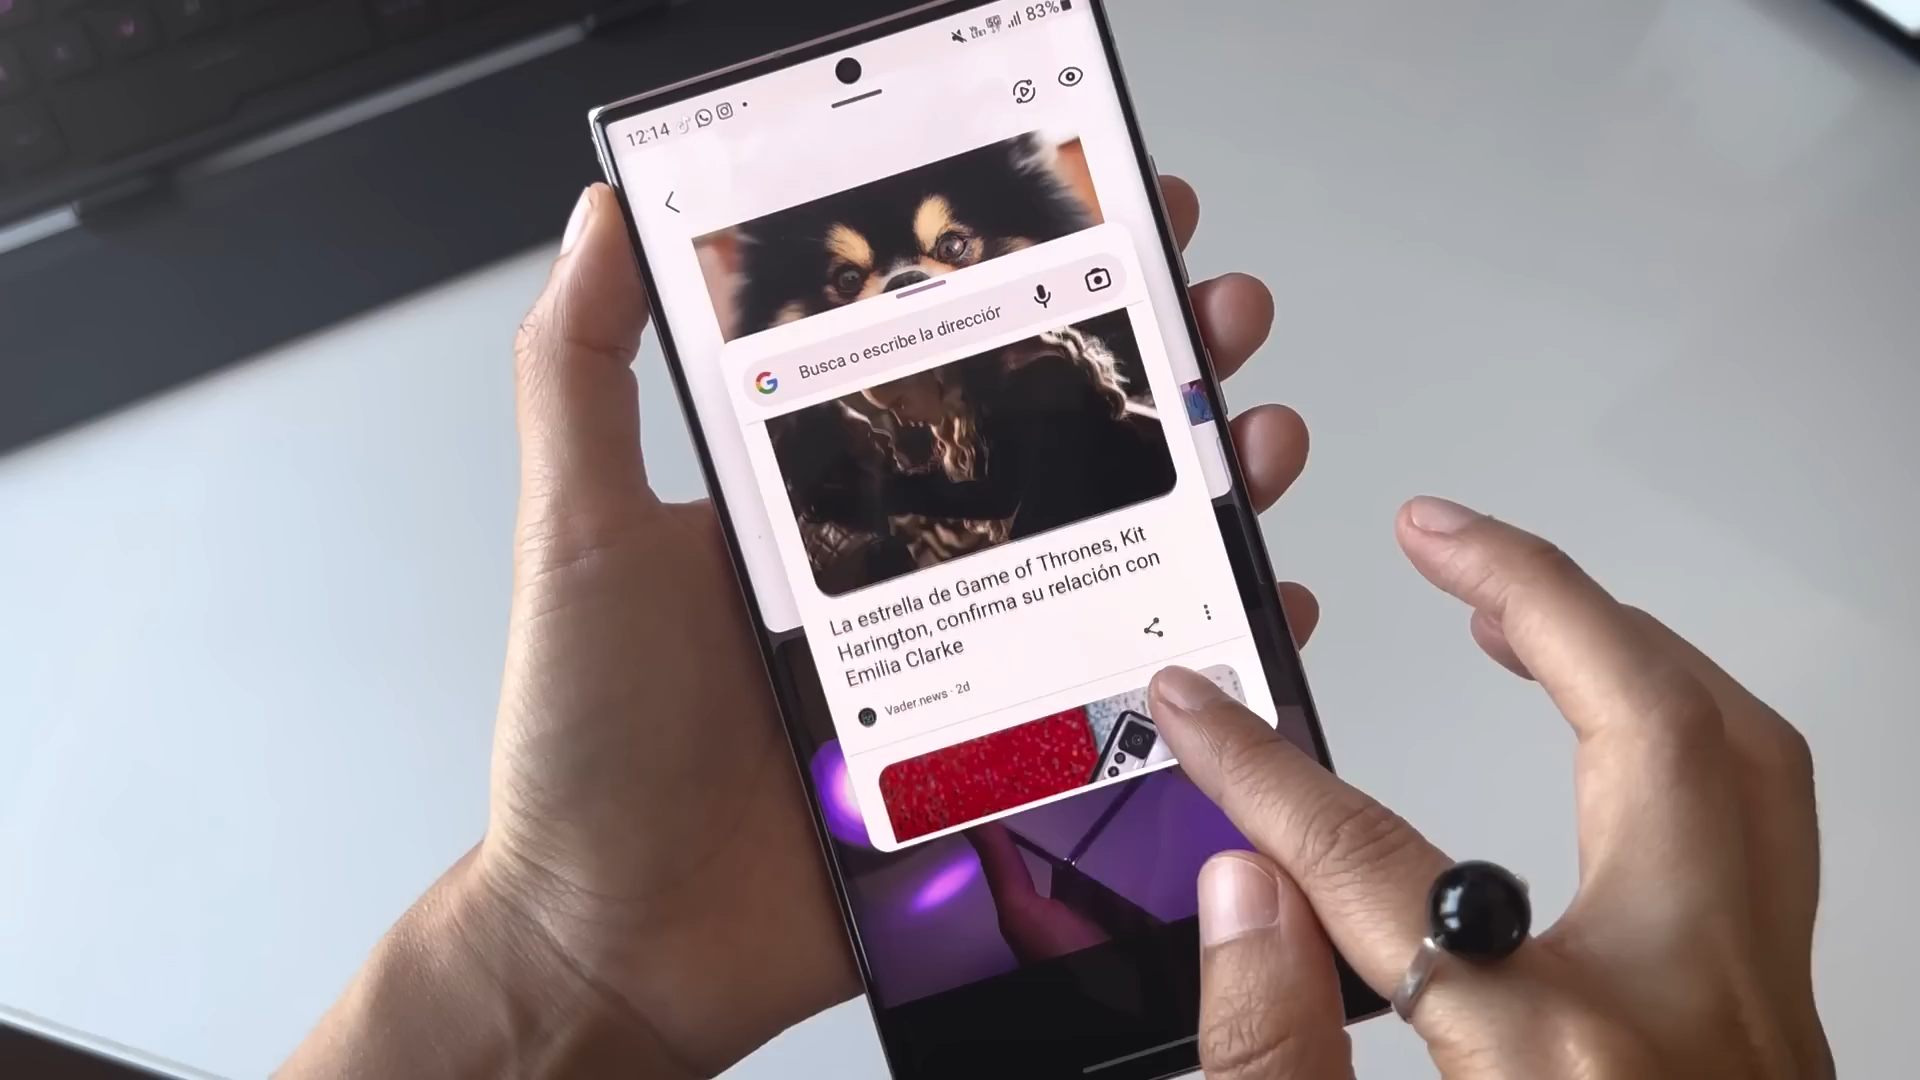 12:14
83%
Busca o escribe la direcciór
La estrella de Game of Thrones, Kit
Harington, confirma su relación con
Emilia Clarke
Vader.news · 2d